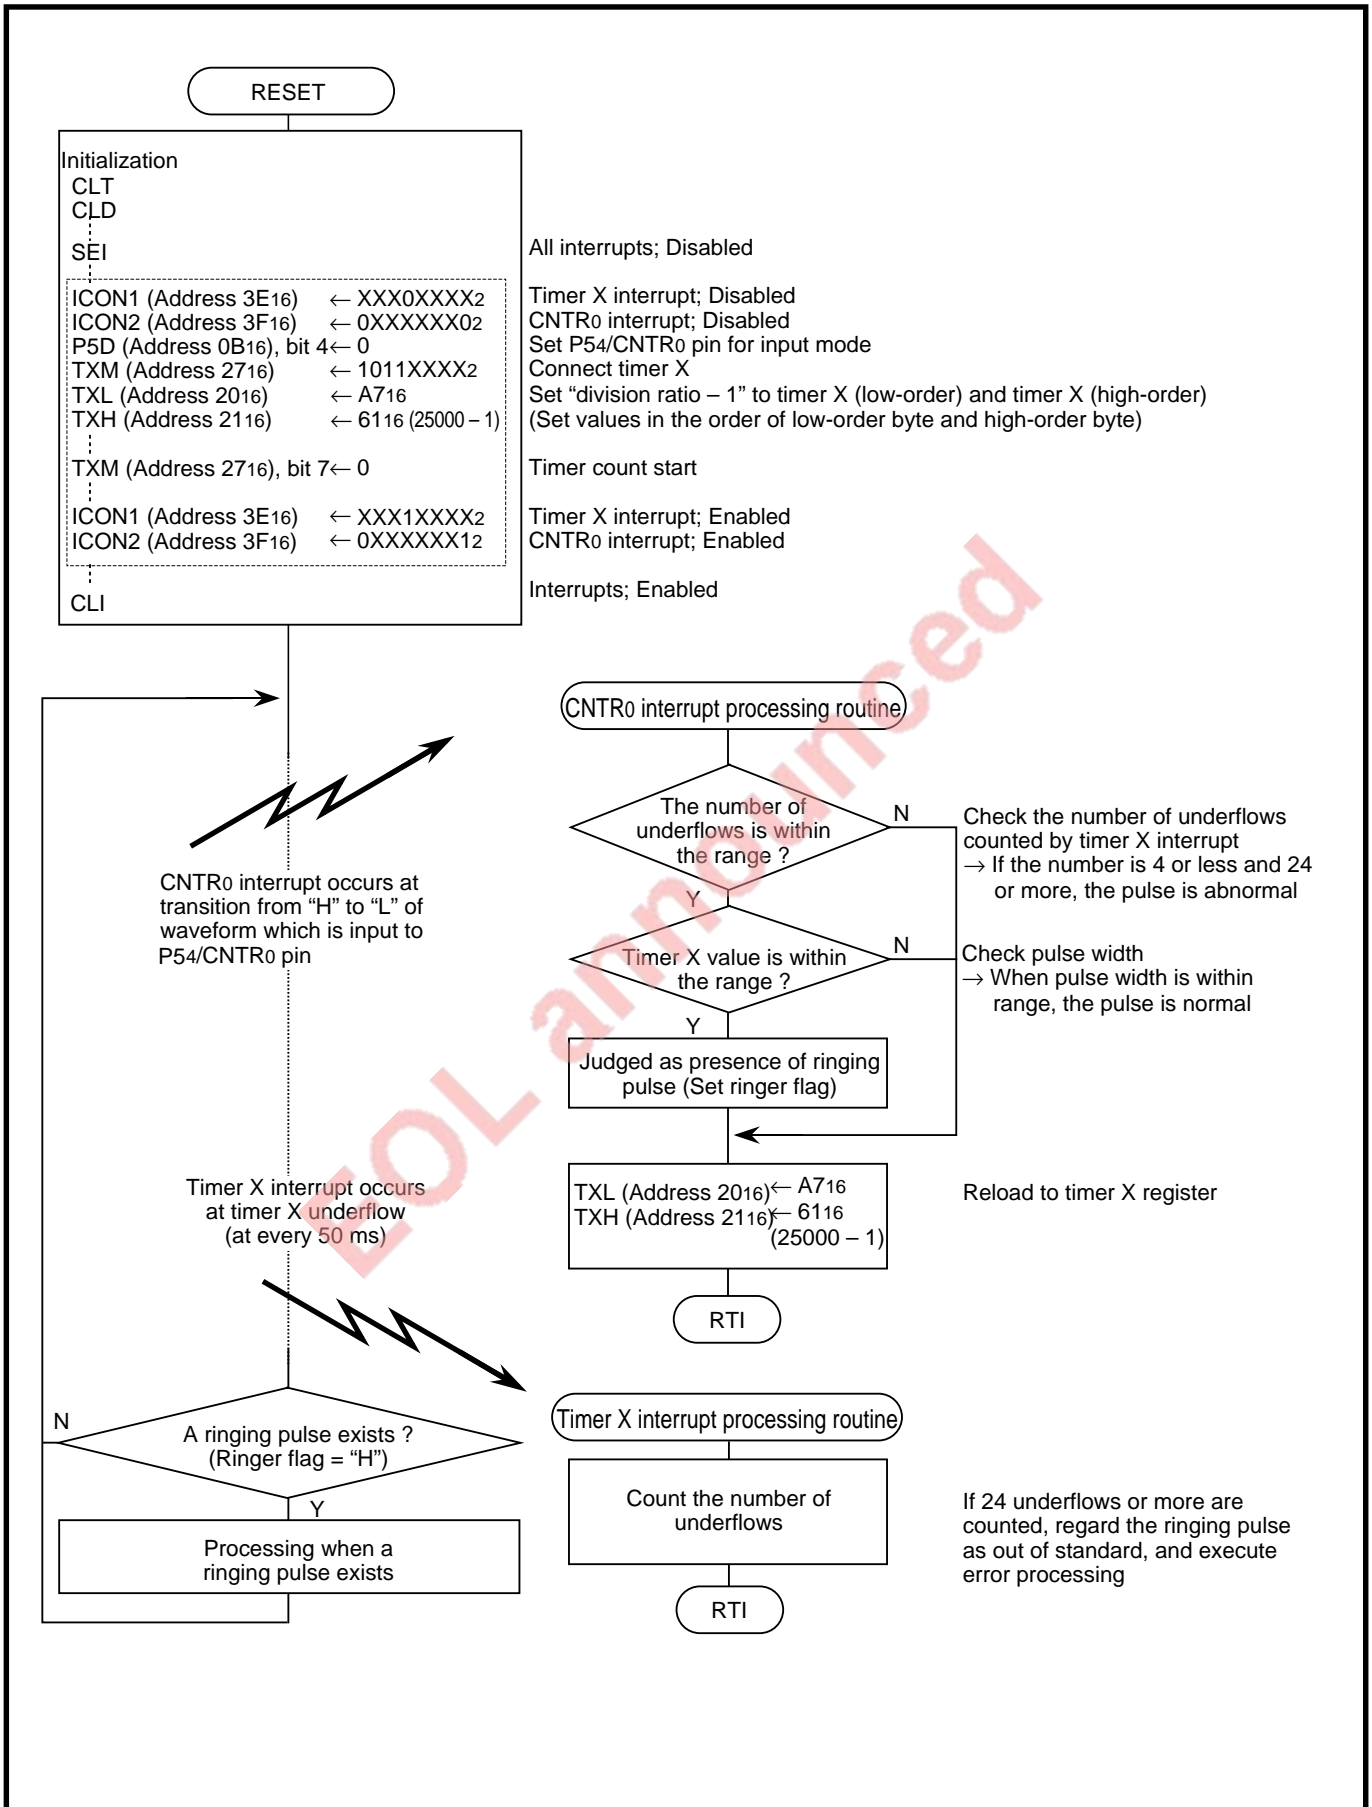 RESET
Initialization
CLT
CLD
SEI
All interrupts; Disabled
ICON1 (Address 3E16) ← XXX0XXXX2 Timer X interrupt; Disabled
ICON2 (Address 3F16) ← 0XXXXXX02 CNTR0 interrupt; Disabled
P5D (Address 0B16), bit 4← 0 Set P54/CNTR0 pin for input mode
TXM (Address 2716) ← 1011XXXX2 Connect timer X
TXL (Address 2016) ← A716 Set “division ratio – 1” to timer X (low-order) and timer X (high-order)
TXH (Address 2116) ← 6116 (25000 – 1) (Set values in the order of low-order byte and high-order byte)
TXM (Address 2716), bit 7← 0 Timer count start
ICON1 (Address 3E16) ← XXX1XXXX2 Timer X interrupt; Enabled
ICON2 (Address 3F16) ← 0XXXXXX12 CNTR0 interrupt; Enabled
Interrupts; Enabled
CLI
CNTR0 interrupt occurs at
transition from “H” to “L” of
waveform which is input to
P54/CNTR0 pin
Timer X interrupt occurs
at timer X underflow
(at every 50 ms)
N
A ringing pulse exists ?
(Ringer flag = “H”)
Y
Processing when a
ringing pulse exists
CNTR0 interrupt processing routine
The number of
underflows is within
the range ?
N
Y
Check the number of underflows
counted by timer X interrupt
→ If the number is 4 or less and 24
or more, the pulse is abnormal
Timer X value is within
the range ?
N
Y
Check pulse width
→ When pulse width is within
range, the pulse is normal
Judged as presence of ringing
pulse (Set ringer flag)
TXL (Address 2016)← A716
TXH (Address 2116)← 6116
(25000 – 1)
Reload to timer X register
RTI
Timer X interrupt processing routine
Count the number of
underflows
If 24 underflows or more are
counted, regard the ringing pulse
as out of standard, and execute
error processing
RTI
EOL announced